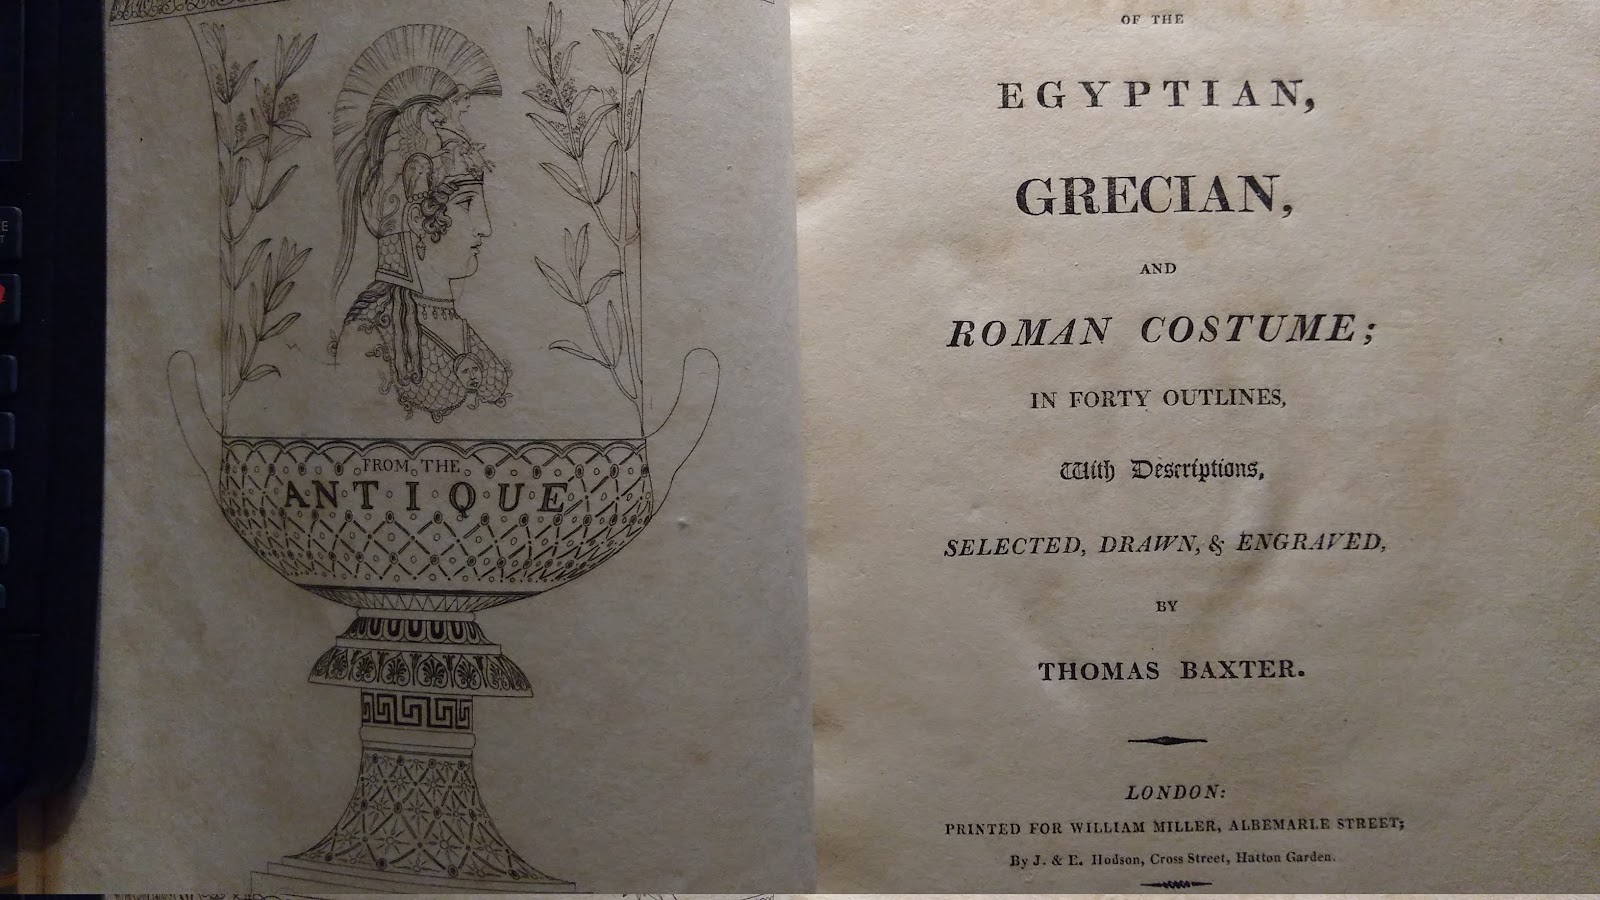 FROM THE
ANTIQUE
OF THE
EGYPTIAN,
GRECIAN,
AND
ROMAN COSTUME;
IN FORTY OUTLINES,
With Descriptions,
SELECTED, DRAWN, & ENGRAVED,
BY
THOMAS BAXTER.
LONDON:
PRINTED FOR WILLIAM MILLER, ALBEMARLE STREET;
By J. & E. Hodson, Cross Street, Hatton Garden.